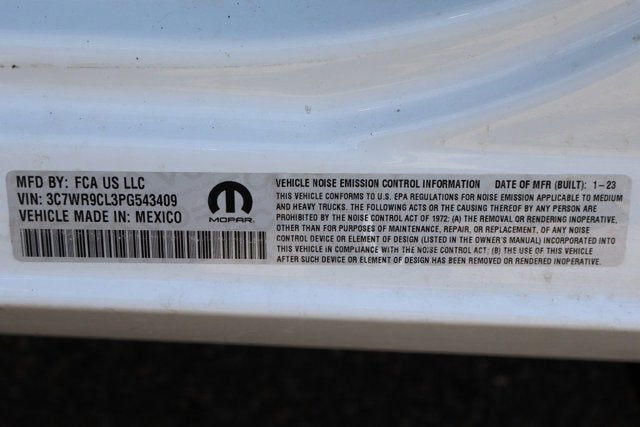 MFD BY: FCA US LLC
VIN: 3C7WR9CL3PG543409
VEHICLE MADE IN: MEXICO
MOPAR
VEHICLE NOISE EMISSION CONTROL INFORMATION DATE OF MFR (BUILT): 1-23
THIS VEHICLE CONFORMS TO U.S. EPA REGULATIONS FOR NOISE EMISSION APPLICABLE TO MEDIUM
AND HEAVY TRUCKS. THE FOLLOWING ACTS OR THE CAUSING THEREOF BY ANY PERSON ARE
PROHIBITED BY THE NOISE CONTROL ACT OF 1972: (A) THE REMOVAL OR RENDERING INOPERATIVE,
OTHER THAN FOR PURPOSES OF MAINTENANCE, REPAIR, OR REPLACEMENT, OF ANY NOISE
CONTROL DEVICE OR ELEMENT OF DESIGN (LISTED IN THE OWNER'S MANUAL) INCORPORATED INTO
THIS VEHICLE IN COMPLIANCE WITH THE NOISE CONTROL ACT; (B) THE USE OF THIS VEHICLE
AFTER SUCH DEVICE OR ELEMENT OF DESIGN HAS BEEN REMOVED OR RENDERED INOPERATIVE.